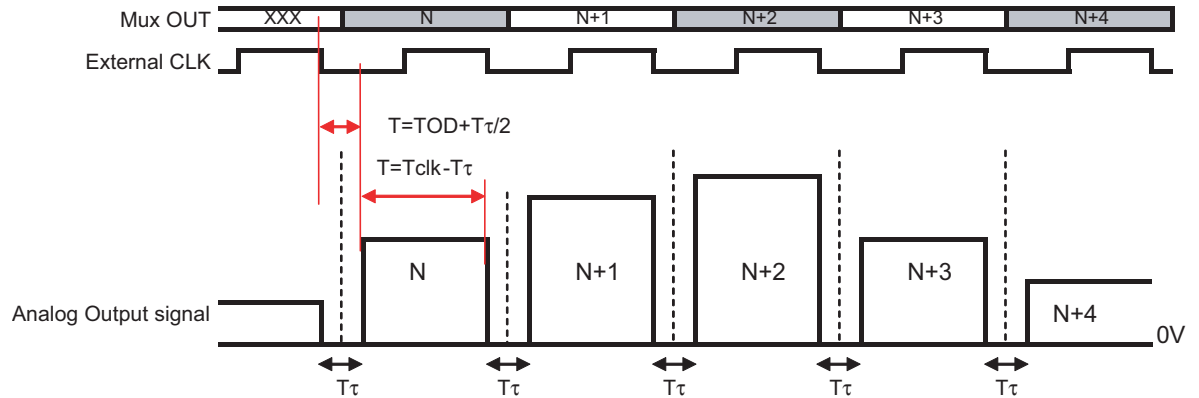 Mux OUT XXX N N+1 N+2 N+3 N+4
External CLK
T=TOD+Tτ/2
T=Tclk-Tτ
N N+1 N+2 N+3 N+4
Analog Output signal 0V
Tτ Tτ Tτ Tτ Tτ